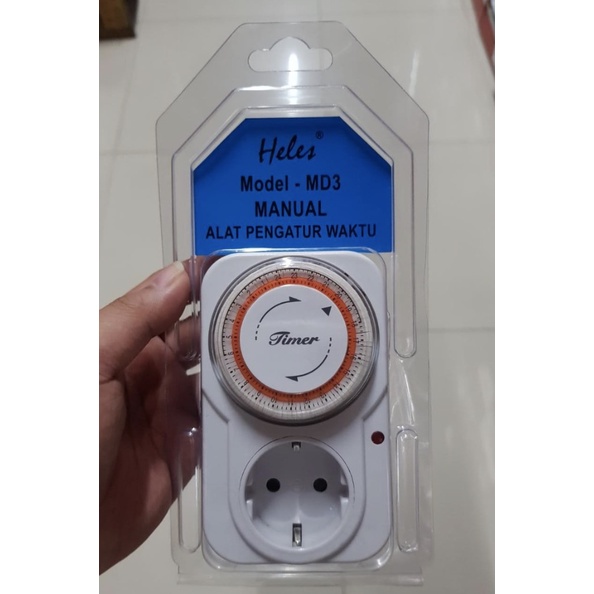 Heles®
Model - MD3
MANUAL
ALAT PENGATUR WAKTU
Timer